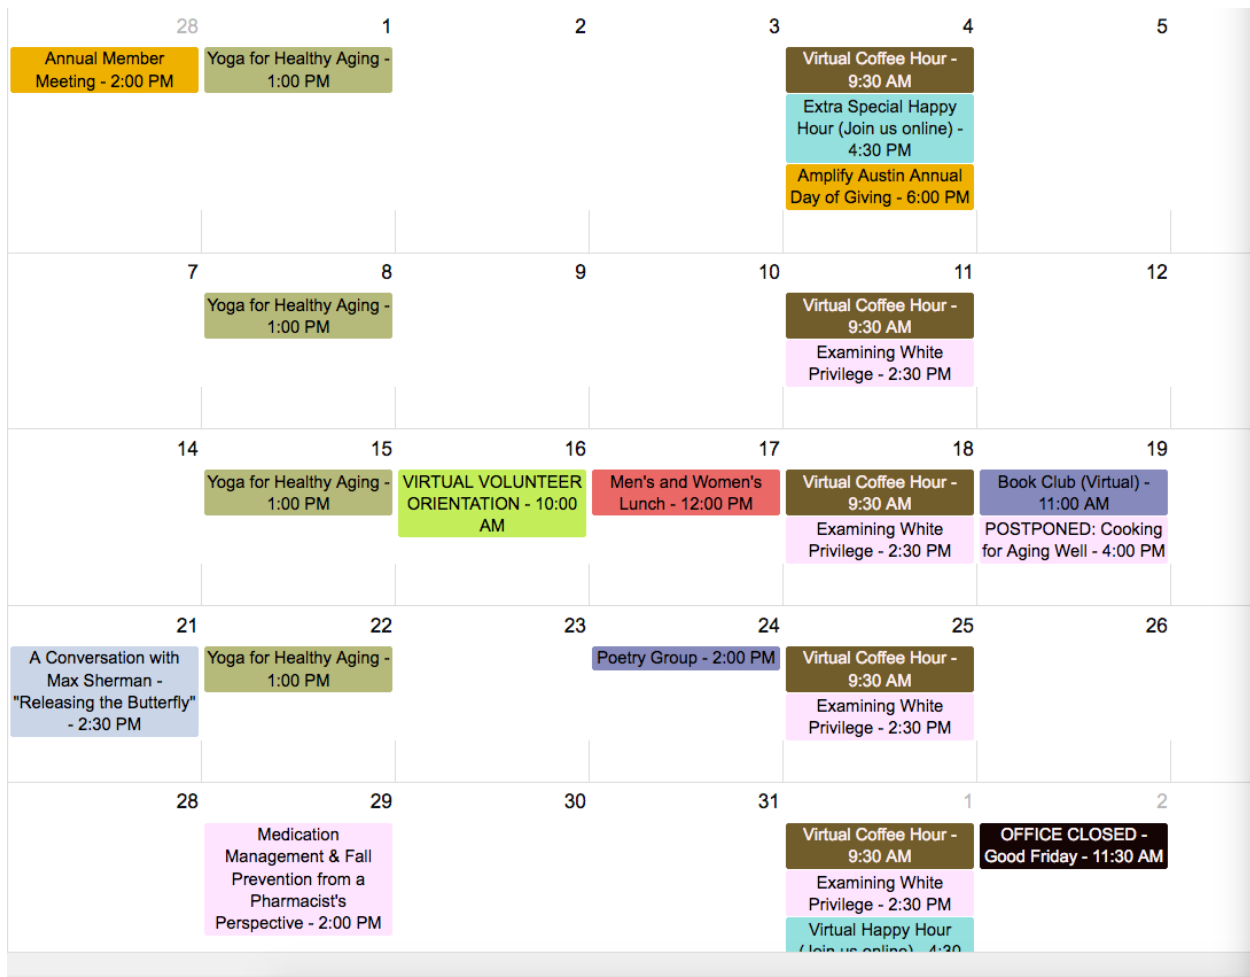 28
1
2
3
4
5
Annual Member
Meeting - 2:00 PM
Yoga for Healthy Aging -
1:00 PM
Virtual Coffee Hour -
9:30 AM
Extra Special Happy
Hour (Join us online) -
4:30 PM
Amplify Austin Annual
Day of Giving - 6:00 PM
7
8
9
10
11
12
Yoga for Healthy Aging -
1:00 PM
Virtual Coffee Hour -
9:30 AM
Examining White
Privilege - 2:30 PM
14
15
16
17
18
19
Yoga for Healthy Aging -
1:00 PM
VIRTUAL VOLUNTEER
ORIENTATION - 10:00
AM
Men's and Women's
Lunch - 12:00 PM
Virtual Coffee Hour -
9:30 AM
Examining White
Privilege - 2:30 PM
Book Club (Virtual) -
11:00 AM
POSTPONED: Cooking
for Aging Well - 4:00 PM
21
22
23
24
25
26
A Conversation with
Max Sherman -
"Releasing the Butterfly"
- 2:30 PM
Yoga for Healthy Aging -
1:00 PM
Poetry Group - 2:00 PM
Virtual Coffee Hour -
9:30 AM
Examining White
Privilege - 2:30 PM
28
29
30
31
1
2
Medication
Management & Fall
Prevention from a
Pharmacist's
Perspective - 2:00 PM
Virtual Coffee Hour -
9:30 AM
Examining White
Privilege - 2:30 PM
Virtual Happy Hour
(Join us online) - 4:30
OFFICE CLOSED -
Good Friday - 11:30 AM